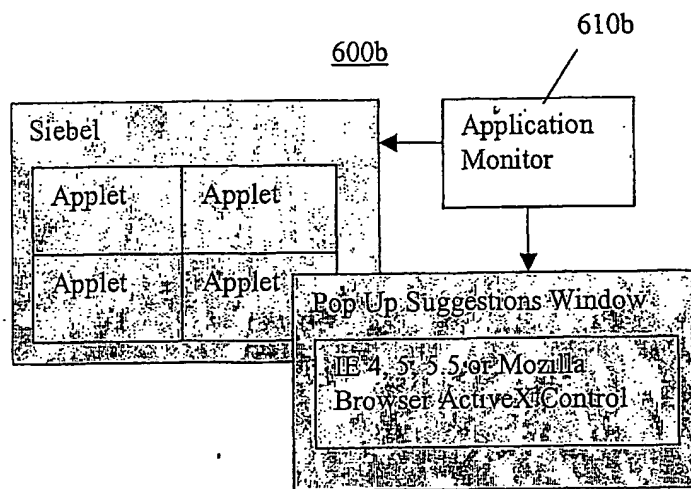 610b
600b
Siebel
Application
Monitor
Applet Applet
Applet Applet
Pop Up Suggestions Window
IE 4, 5, 5.5 or Mozilla
Browser ActiveX Control